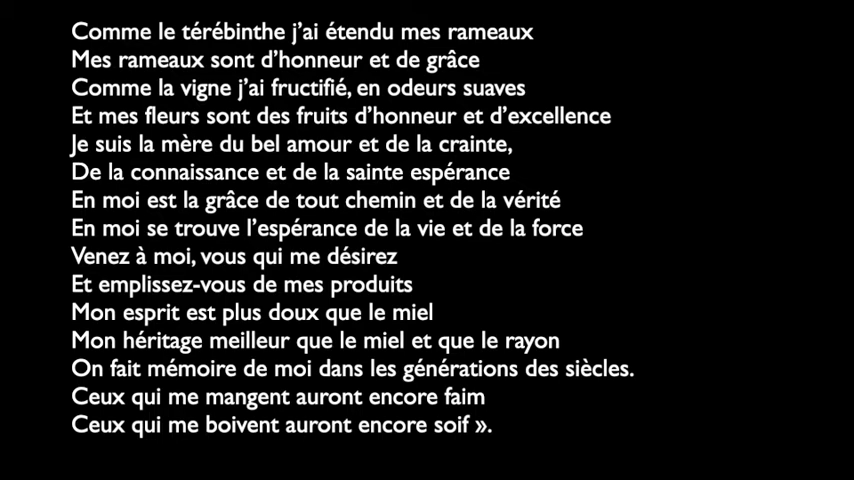 Comme le térébinthe j’ai étendu mes rameaux
Mes rameaux sont d’honneur et de grâce
Comme la vigne j’ai fructifié, en odeurs suaves
Et mes fleurs sont des fruits d’honneur et d’excellence
Je suis la mère du bel amour et de la crainte,
De la connaissance et de la sainte espérance
En moi est la grâce de tout chemin et de la vérité
En moi se trouve l’espérance de la vie et de la force
Venez à moi, vous qui me désirez
Et emplissez-vous de mes produits
Mon esprit est plus doux que le miel
Mon héritage meilleur que le miel et que le rayon
On fait mémoire de moi dans les générations des siècles.
Ceux qui me mangent auront encore faim
Ceux qui me boivent auront encore soif ».